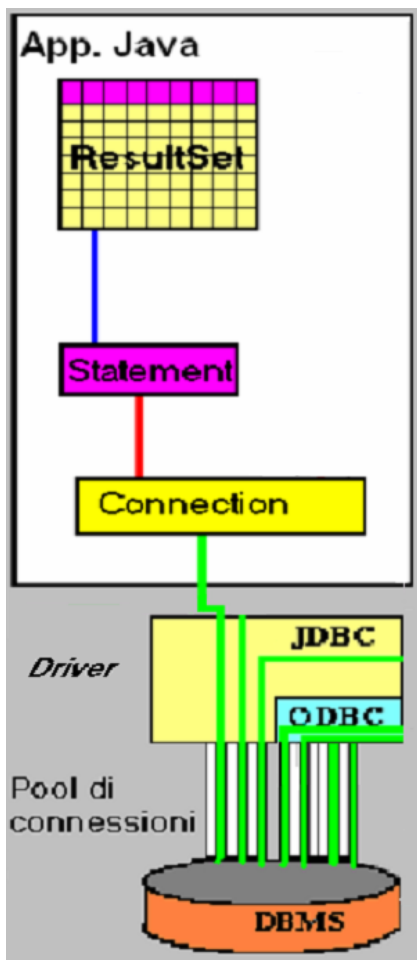 App. Java
ResultSet
Statement
Connection
JDBC
Driver
ODBC
Pool di
connessioni
DBMS